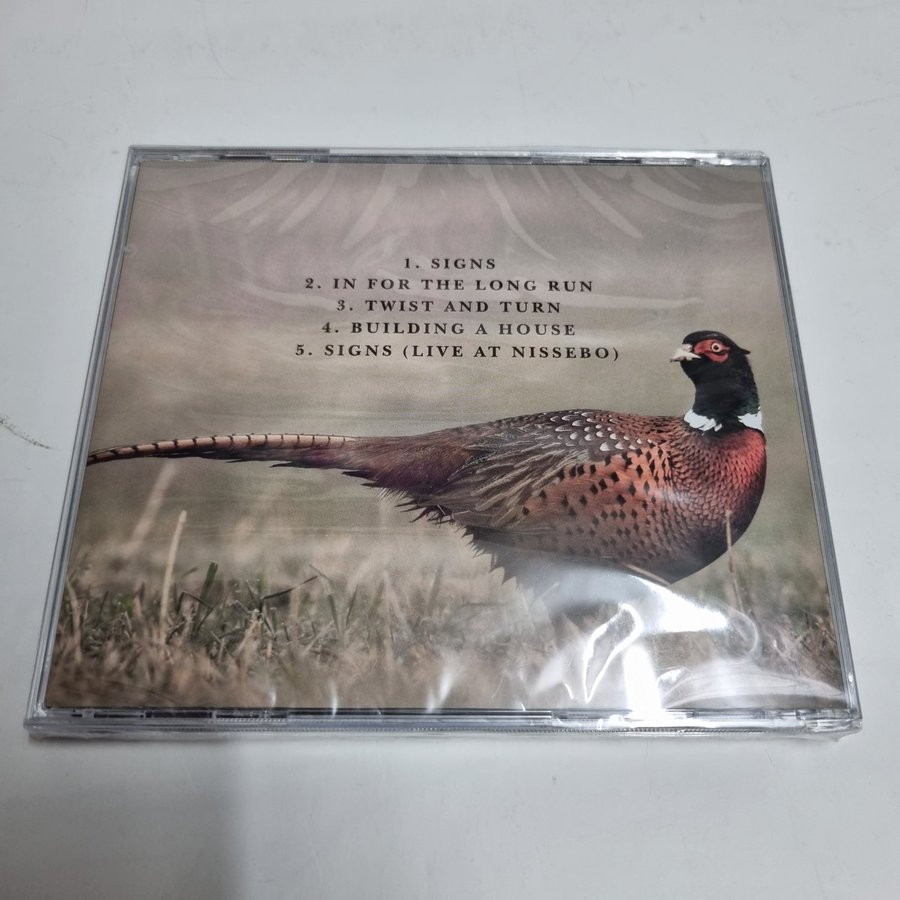 1. SIGNS
2. IN FOR THE LONG RUN
3. TWIST AND TURN
4. BUILDING A HOUSE
5. SIGNS (LIVE AT NISSEBO)